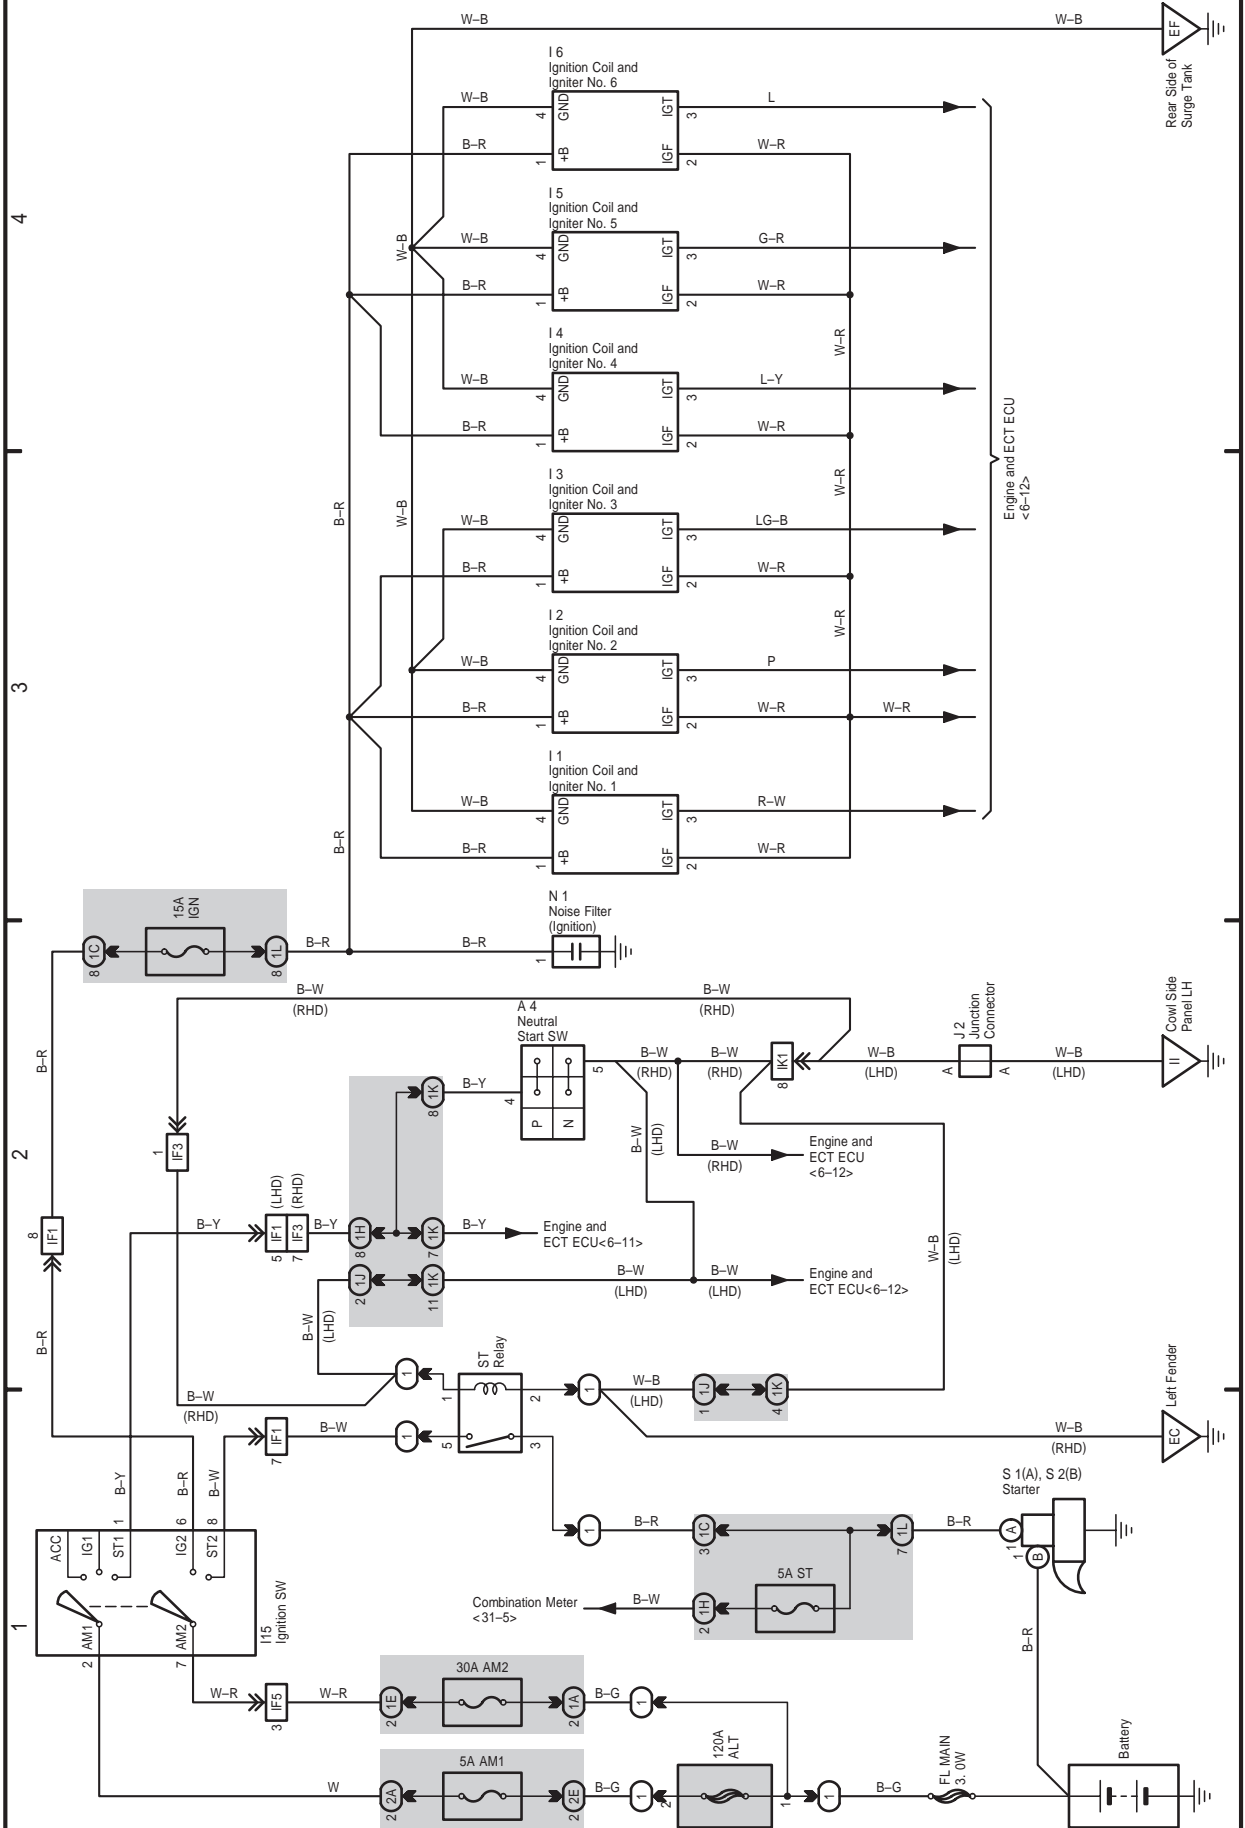 W–B
W–B
EF
Rear Side of
Surge Tank
I 6
Ignition Coil and
Igniter No. 6
W–B
4
GND
IGT
3
L
B–R
1
+B
IGF
2
W–R
4
I 5
Ignition Coil and
Igniter No. 5
W–B
W–B
4
GND
IGT
3
G–R
B–R
1
+B
IGF
2
W–R
W–R
I 4
Ignition Coil and
Igniter No. 4
W–B
4
GND
IGT
3
L–Y
B–R
1
+B
IGF
2
W–R
W–R
Engine and ECT ECU
<6–12>
I 3
Ignition Coil and
Igniter No. 3
B–R
W–B
W–B
4
GND
IGT
3
LG–B
B–R
1
+B
IGF
2
W–R
W–R
I 2
Ignition Coil and
Igniter No. 2
3
W–B
4
GND
IGT
3
P
B–R
1
+B
IGF
2
W–R
W–R
I 1
Ignition Coil and
Igniter No. 1
W–B
4
GND
IGT
3
R–W
B–R
B–R
1
+B
IGF
2
W–R
15A
IGN
8
1C
8
1L
B–R
B–R
N 1
Noise Filter
(Ignition)
1
B–R
B–W
(RHD)
B–W
(RHD)
A 4
Neutral
Start SW
P
N
4
5
B–W
(RHD)
B–W
(RHD)
8
IK1
W–B
(LHD)
J 2
Junction
Connector
A
A
W–B
(LHD)
Cowl Side
Panel LH
II
2
1
IF3
8
IF1
8
1K
B–Y
B–W
(LHD)
B–W
(RHD)
Engine and
ECT ECU
<6–12>
B–Y
(LHD)
(RHD)
5
IF1
7
IF3
B–Y
8
1H
7
1K
B–Y
Engine and
ECT ECU<6–11>
2
1J
11
1K
B–W
(LHD)
B–W
(LHD)
Engine and
ECT ECU<6–12>
W–B
(LHD)
B–R
B–W
(LHD)
ST
Relay
1
1
2
1
W–B
(LHD)
1
1J
4
1K
B–W
(RHD)
7
IF1
B–W
1
5
3
W–B
(RHD)
EC
Left Fender
B–Y
B–R
B–W
1
6
8
ACC
IG1
ST1
IG2
ST2
AM1
AM2
2
7
I15
Ignition SW
1
1
B–R
3
1C
7
1L
B–R
S 1(A), S 2(B)
Starter
1
A
1
B
5A ST
Combination Meter
<31–5>
B–W
2
1H
B–R
W–R
3
IF5
W–R
30A AM2
2
1E
2
1A
B–G
1
W
5A AM1
2
2A
2
2E
B–G
1
2
120A
ALT
1
1
B–G
FL MAIN
3. 0W
Battery